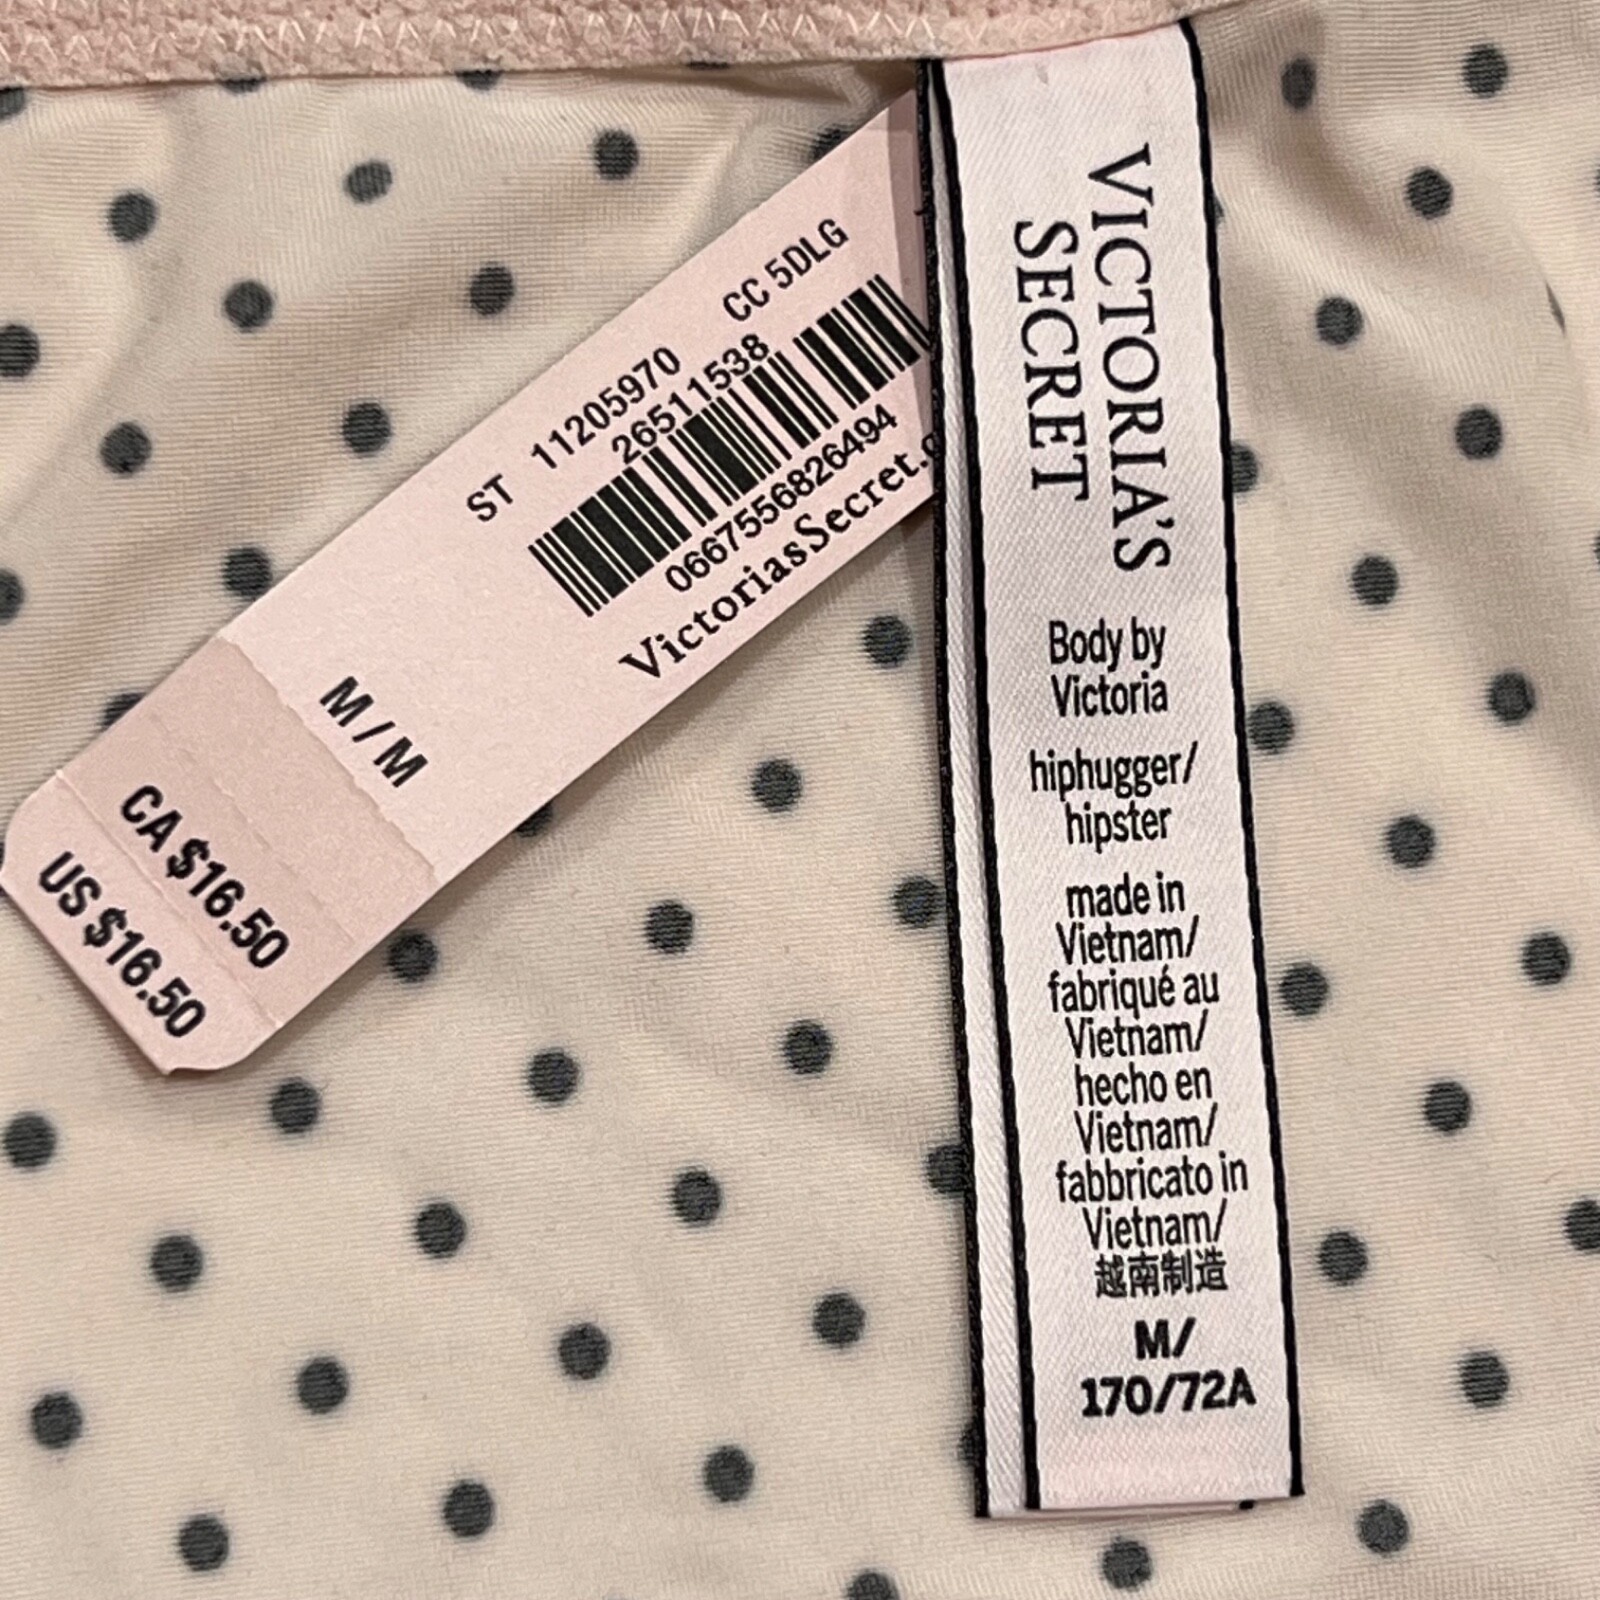 CC 5DLG
ST 11205970
26511538
0667556826494
VictoriasSecret.
M / M
CA $16.50
US $16.50
VICTORIA'S
SECRET
Body by
Victoria
hiphugger/
hipster
made in
Vietnam/
fabriqué au
Vietnam/
hecho en
Vietnam/
fabbricato in
Vietnam/
越南制造
M/
170/72A